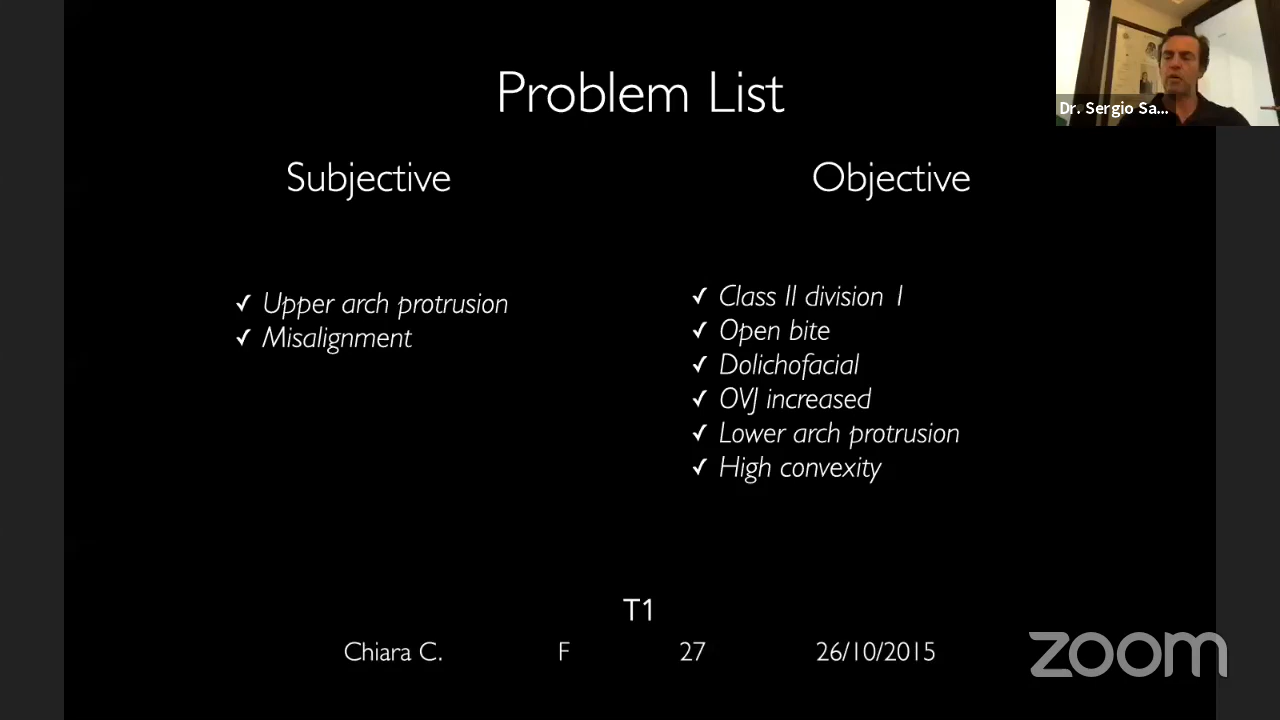 Problem List
Dr. Sergio Sa...
Subjective
Objective
✓ Upper arch protrusion
✓ Misalignment
✓ Class II division 1
✓ Open bite
✓ Dolichofacial
✓ OVJ increased
✓ Lower arch protrusion
✓ High convexity
T1
Chiara C. F 27 26/10/2015
zoom